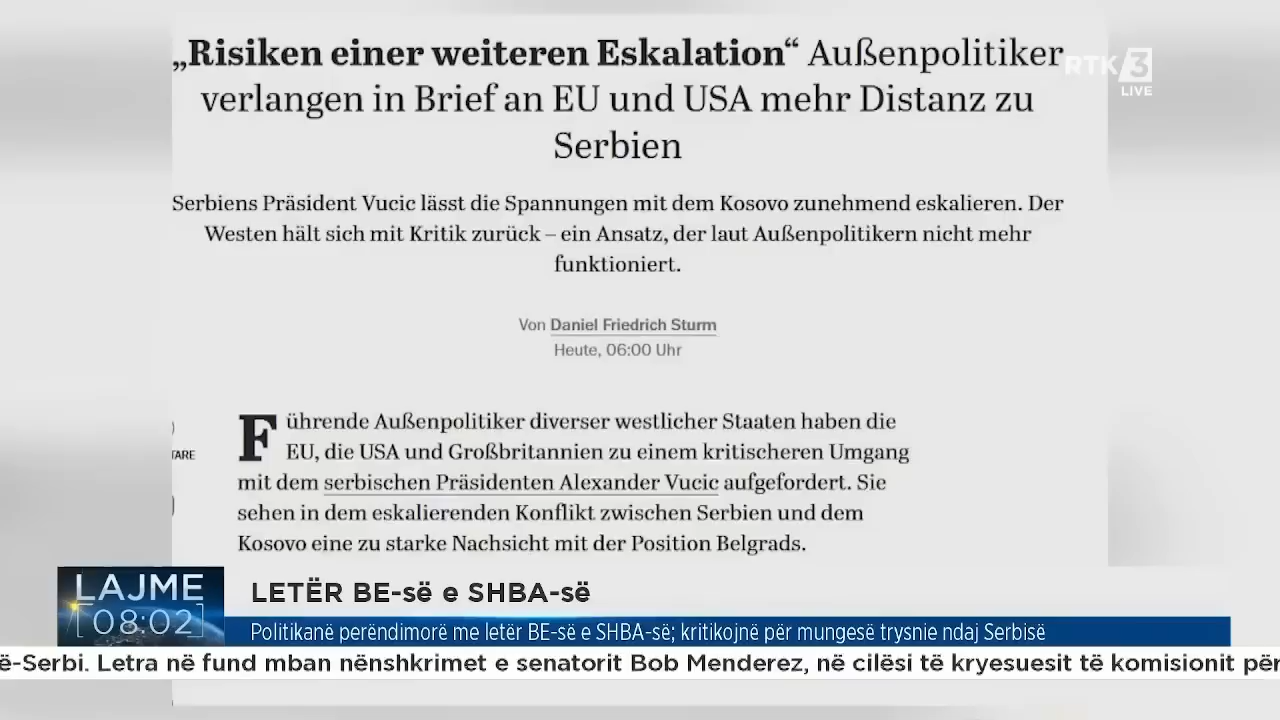 „Risiken einer weiteren Eskalation“ Außenpolitiker
verlangen in Brief an EU und USA mehr Distanz zu
Serbien
RTK 3
LIVE
Serbiens Präsident Vucic lässt die Spannungen mit dem Kosovo zunehmend eskalieren. Der
Westen hält sich mit Kritik zurück – ein Ansatz, der laut Außenpolitikern nicht mehr
funktioniert.
Von Daniel Friedrich Sturm
Heute, 06:00 Uhr
Führende Außenpolitiker diverser westlicher Staaten haben die
EU, die USA und Großbritannien zu einem kritischeren Umgang
mit dem serbischen Präsidenten Alexander Vucic aufgefordert. Sie
sehen in dem eskalierenden Konflikt zwischen Serbien und dem
Kosovo eine zu starke Nachsicht mit der Position Belgrads.
TARE
LAJME
08:02
LETËR BE-së e SHBA-së
Politikanë perëndimorë me letër BE-së e SHBA-së; kritikojnë për mungesë trysnie ndaj Serbisë
ë-Serbi. Letra në fund mban nënshkrimet e senatorit Bob Menderez, në cilësi të kryesuesit të komisionit për